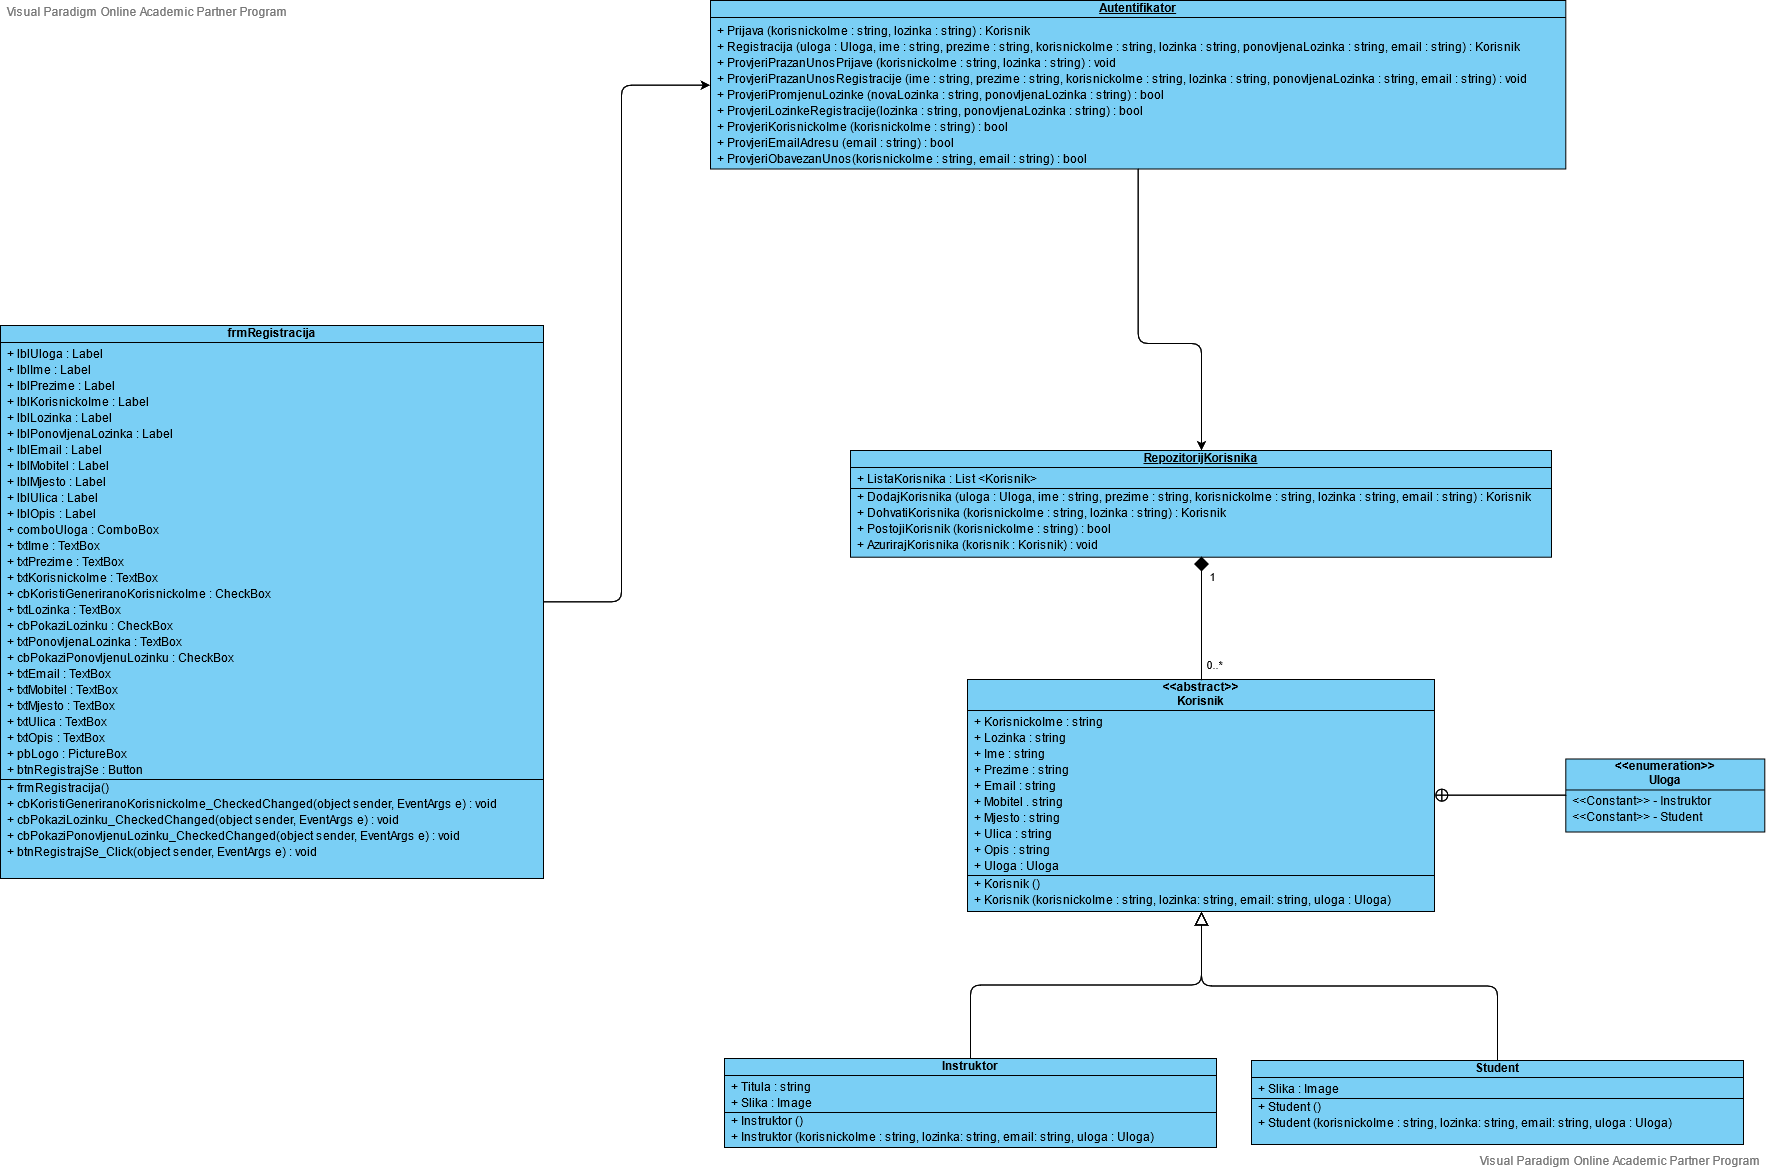 Visual Paradigm Online Academic Partner Program
Autentifikator
+ Prijava (korisnickoIme : string, lozinka : string) : Korisnik
+ Registracija (uloga : Uloga, ime : string, prezime : string, korisnickoIme : string, lozinka : string, ponovljenaLozinka : string, email : string) : Korisnik
+ ProvjeriPrazanUnosPrijave (korisnickoIme : string, lozinka : string) : void
+ ProvjeriPrazanUnosRegistracije (ime : string, prezime : string, korisnickoIme : string, lozinka : string, ponovljenaLozinka : string, email : string) : void
+ ProvjeriPromjenuLozinke (novaLozinka : string, ponovljenaLozinka : string) : bool
+ ProvjeriLozinkeRegistracije(lozinka : string, ponovljenaLozinka : string) : bool
+ ProvjeriKorisnickoIme (korisnickoIme : string) : bool
+ ProvjeriEmailAdresu (email : string) : bool
+ ProvjeriObavezanUnos(korisnickoIme : string, email : string) : bool
frmRegistracija
+ lblUloga : Label
+ lblIme : Label
+ lblPrezime : Label
+ lblKorisnickoIme : Label
+ lblLozinka : Label
+ lblPonovljenaLozinka : Label
+ lblEmail : Label
+ lblMobitel : Label
+ lblMjesto : Label
+ lblUlica : Label
+ lblOpis : Label
+ comboUloga : ComboBox
+ txtIme : TextBox
+ txtPrezime : TextBox
+ txtKorisnickoIme : TextBox
+ cbKoristiGeneriranoKorisnickoIme : CheckBox
+ txtLozinka : TextBox
+ cbPokaziLozinku : CheckBox
+ txtPonovljenaLozinka : TextBox
+ cbPokaziPonovljenuLozinku : CheckBox
+ txtEmail : TextBox
+ txtMobitel : TextBox
+ txtMjesto : TextBox
+ txtUlica : TextBox
+ txtOpis : TextBox
+ pbLogo : PictureBox
+ btnRegistrajSe : Button
+ frmRegistracija()
+ cbKoristiGeneriranoKorisnickoIme_CheckedChanged(object sender, EventArgs e) : void
+ cbPokaziLozinku_CheckedChanged(object sender, EventArgs e) : void
+ cbPokaziPonovljenuLozinku_CheckedChanged(object sender, EventArgs e) : void
+ btnRegistrajSe_Click(object sender, EventArgs e) : void
RepozitorijKorisnika
+ ListaKorisnika : List <Korisnik>
+ DodajKorisnika (uloga : Uloga, ime : string, prezime : string, korisnickoIme : string, lozinka : string, email : string) : Korisnik
+ DohvatiKorisnika (korisnickoIme : string, lozinka : string) : Korisnik
+ PostojiKorisnik (korisnickoIme : string) : bool
+ AzurirajKorisnika (korisnik : Korisnik) : void
1
0..*
<<abstract>>
Korisnik
+ KorisnickoIme : string
+ Lozinka : string
+ Ime : string
+ Prezime : string
+ Email : string
+ Mobitel . string
+ Mjesto : string
+ Ulica : string
+ Opis : string
+ Uloga : Uloga
+ Korisnik ()
+ Korisnik (korisnickoIme : string, lozinka: string, email: string, uloga : Uloga)
<<enumeration>>
Uloga
<<Constant>> - Instruktor
<<Constant>> - Student
Instruktor
+ Titula : string
+ Slika : Image
+ Instruktor ()
+ Instruktor (korisnickoIme : string, lozinka: string, email: string, uloga : Uloga)
Student
+ Slika : Image
+ Student ()
+ Student (korisnickoIme : string, lozinka: string, email: string, uloga : Uloga)
Visual Paradigm Online Academic Partner Program